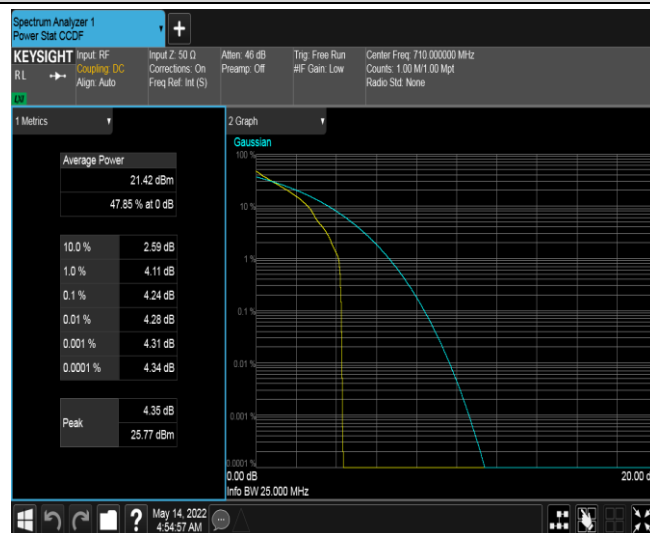 Spectrum Analyzer 1
Power Stat CCDF
+
KEYSIGHT
RL
Input: RF
Coupling: DC
Align: Auto
Input Z: 50 Ω
Corrections: On
Freq Ref: Int (S)
Atten: 46 dB
Preamp: Off
Trig: Free Run
#IF Gain: Low
Center Freq: 710.000000 MHz
Counts: 1.00 M/1.00 Mpt
Radio Std: None
1 Metrics
Average Power
21.42 dBm
47.85 % at 0 dB
10.0 % 2.59 dB
1.0 % 4.11 dB
0.1 % 4.24 dB
0.01 % 4.28 dB
0.001 % 4.31 dB
0.0001 % 4.34 dB
Peak
4.35 dB
25.77 dBm
2 Graph
Gaussian
100 %
10 %
1 %
0.1 %
0.01 %
0.001 %
0.0001 %
0.00 dB
20.00 d
Info BW 25.000 MHz
?
May 14, 2022
4:54:57 AM